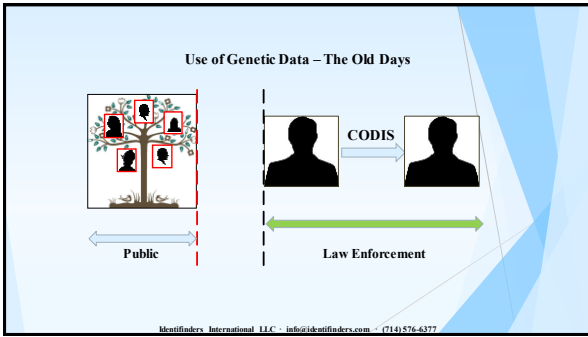 Use of Genetic Data – The Old Days
CODIS
Public
Law Enforcement
Identifinders International LLC · info@identifinders.com · (714) 576-6377